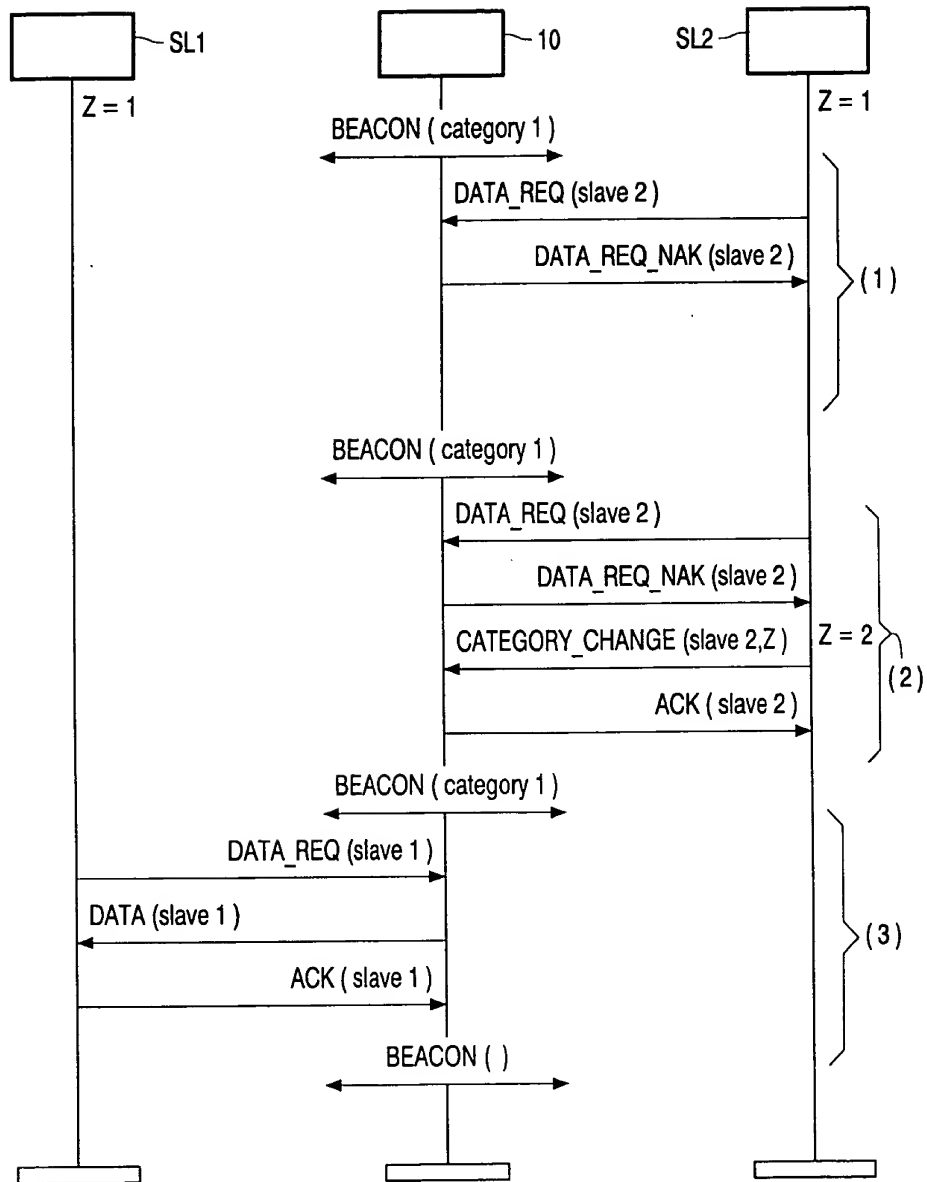 SL1
10
SL2
Z = 1
Z = 1
BEACON ( category 1 )
DATA_REQ (slave 2 )
DATA_REQ_NAK (slave 2 )
( 1 )
BEACON ( category 1 )
DATA_REQ (slave 2 )
DATA_REQ_NAK (slave 2 )
CATEGORY_CHANGE (slave 2,Z )
Z = 2
( 2 )
ACK ( slave 2 )
BEACON ( category 1 )
DATA_REQ (slave 1 )
DATA (slave 1 )
( 3 )
ACK ( slave 1 )
BEACON ( )